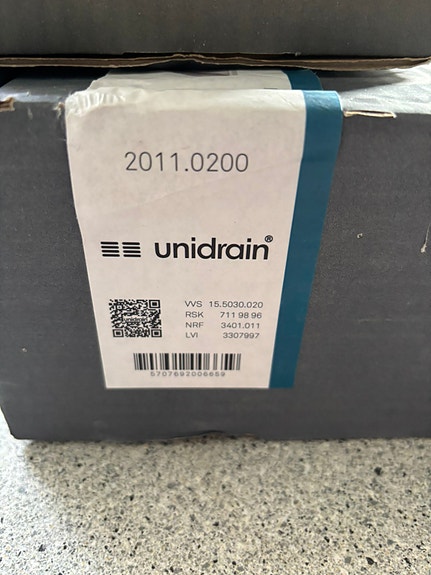 2011.0200
unidrain®
VVS 15.5030.020
RSK 711 98 96
NRF 3401.011
LVI 3307997
5707692006659